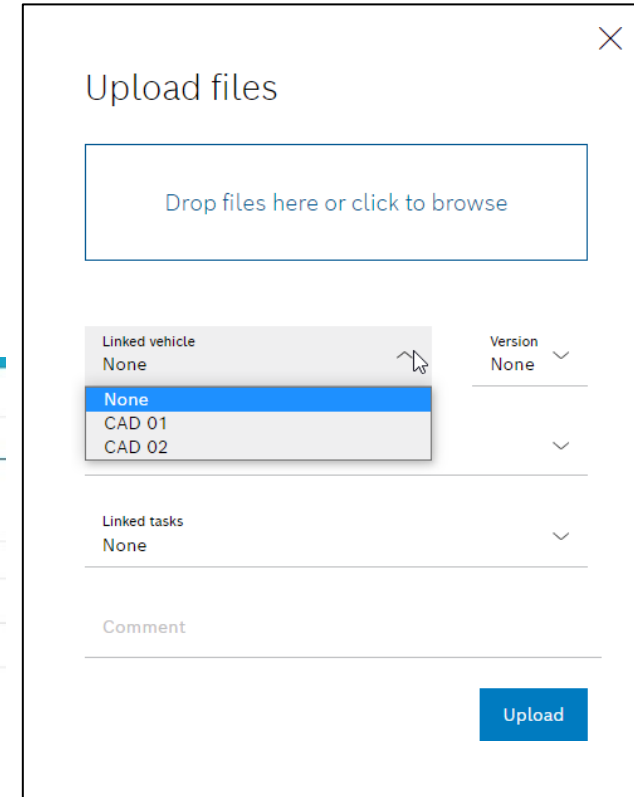 Upload files
Drop files here or click to browse
Linked vehicle
None
Version
None
None
CAD 01
CAD 02
Linked tasks
None
Comment
Upload